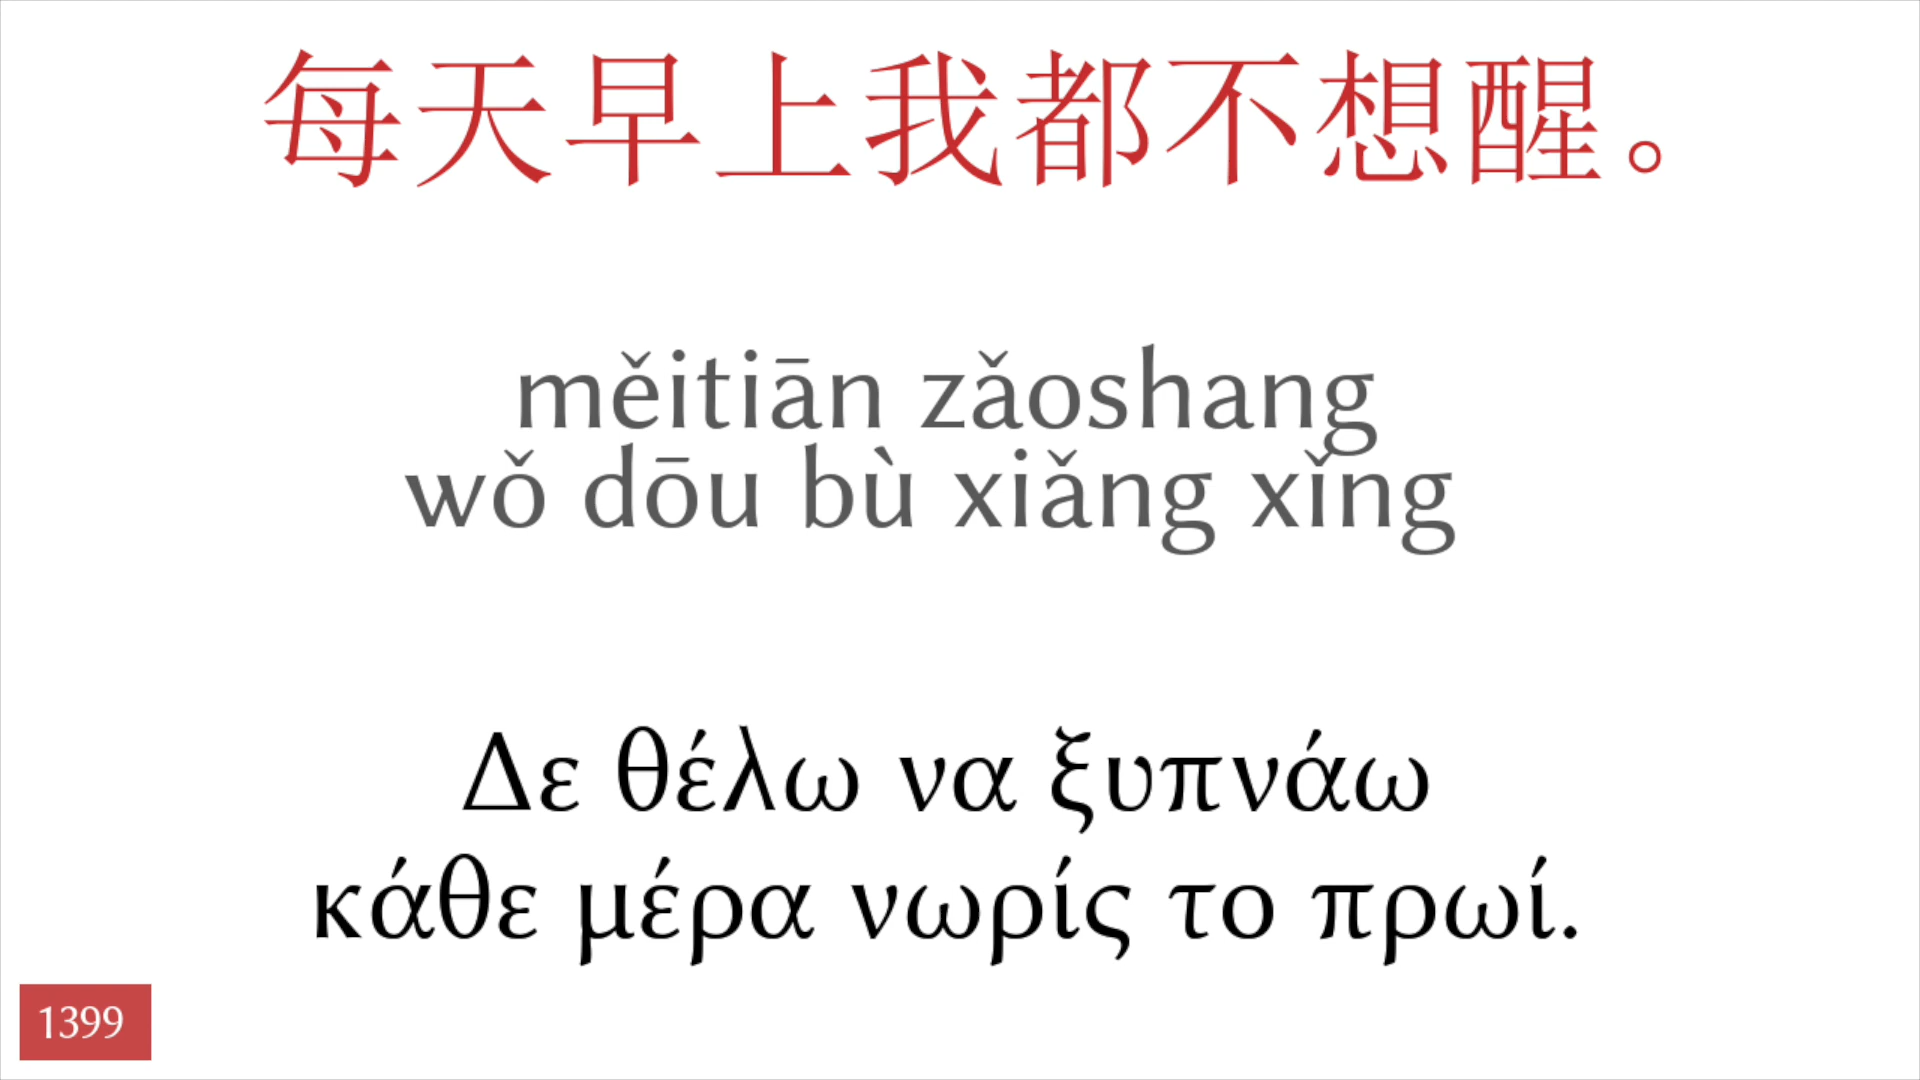 每天早上我都不想醒。
měitiān zǎoshang
wǒ dōu bù xiǎng xǐng
Δε θέλω να ξυπνάω
κάθε μέρα νωρίς το πρωί.
1399